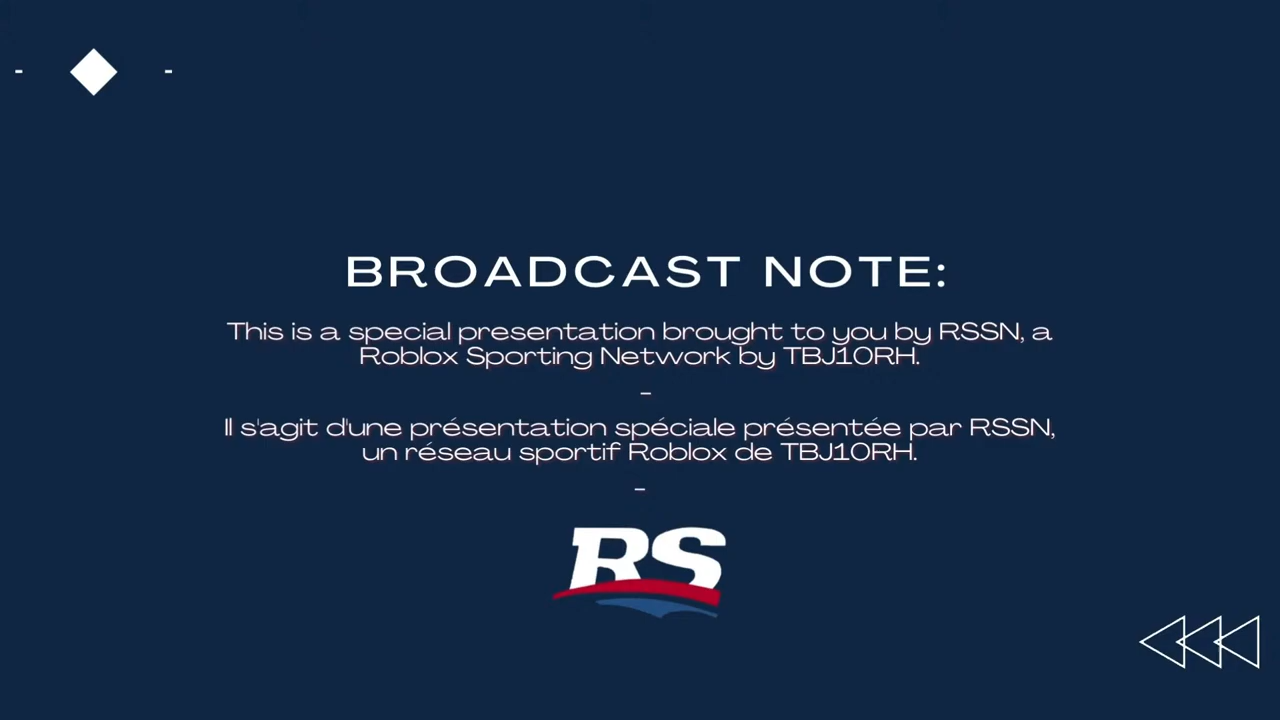 BROADCAST NOTE:
This is a special presentation brought to you by RSSN, a
Roblox Sporting Network by TBJ10RH.
-
Il s'agit d'une présentation spéciale présentée par RSSN,
un réseau sportif Roblox de TBJ10RH.
-
RS